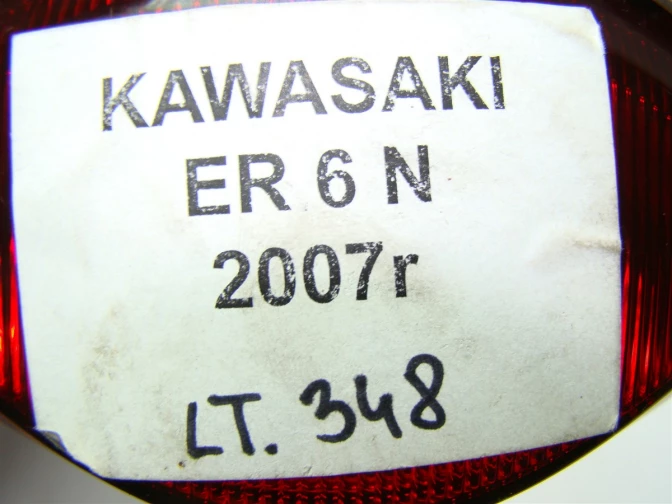 KAWASAKI
ER 6 N
2007r
LT. 348